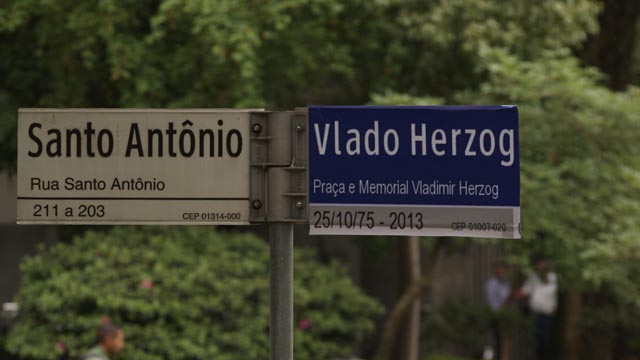 Santo Antônio
Rua Santo Antônio
211 a 203
CEP 01314-000
Vlado Herzog
Praça e Memorial Vladimir Herzog
25/10/75 - 2013
CEP 01007-020